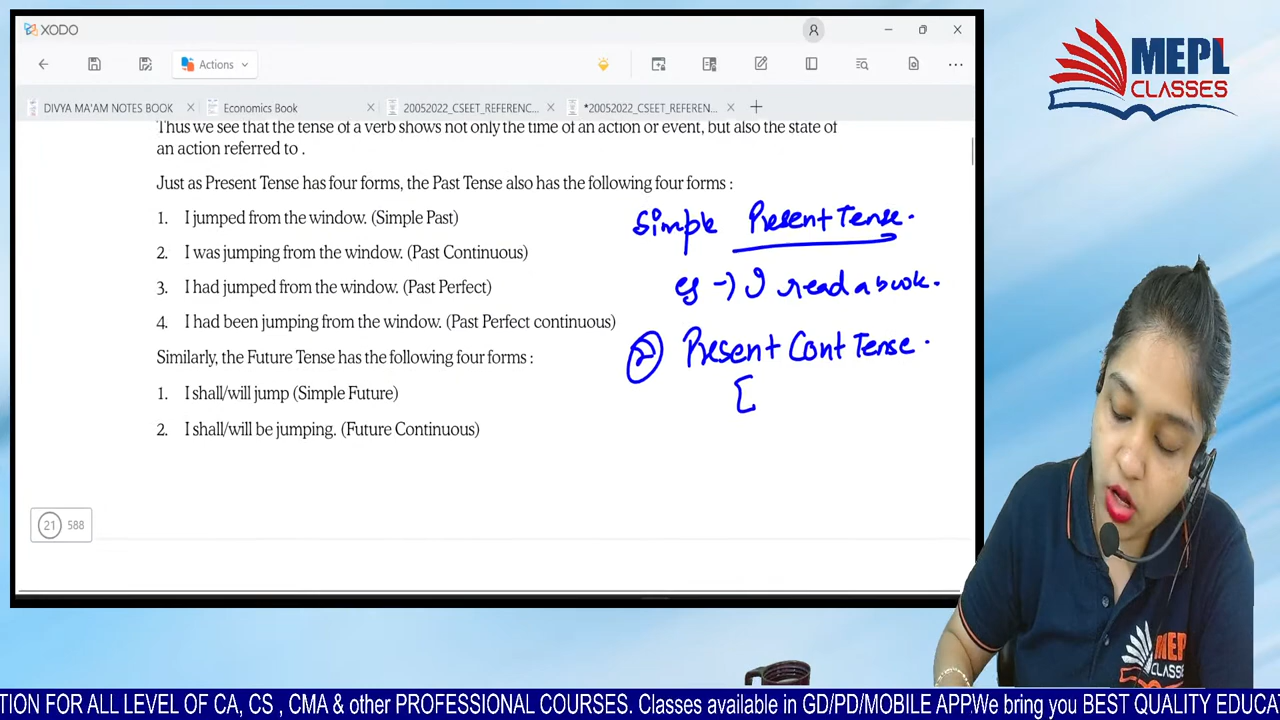 XODO
Actions
DIVYA MA'AM NOTES BOOK
Economics Book
20052022_CSEET_REFERENC...
*20052022_CSEET_REFEREN...
MEPL
CLASSES
Thus we see that the tense of a verb shows not only the time of an action or event, but also the state of
an action referred to .
Just as Present Tense has four forms, the Past Tense also has the following four forms :
1. I jumped from the window. (Simple Past)
2. I was jumping from the window. (Past Continuous)
3. I had jumped from the window. (Past Perfect)
4. I had been jumping from the window. (Past Perfect continuous)
Similarly, the Future Tense has the following four forms :
1. I shall/will jump (Simple Future)
2. I shall/will be jumping. (Future Continuous)
Simple Present Tense.
eg → I read a book.
② Present Cont Tense.
[
21 588
MEPL
CLASSES
TION FOR ALL LEVEL OF CA, CS , CMA & other PROFESSIONAL COURSES. Classes available in GD/PD/MOBILE APP.We bring you BEST QUALITY EDUCA